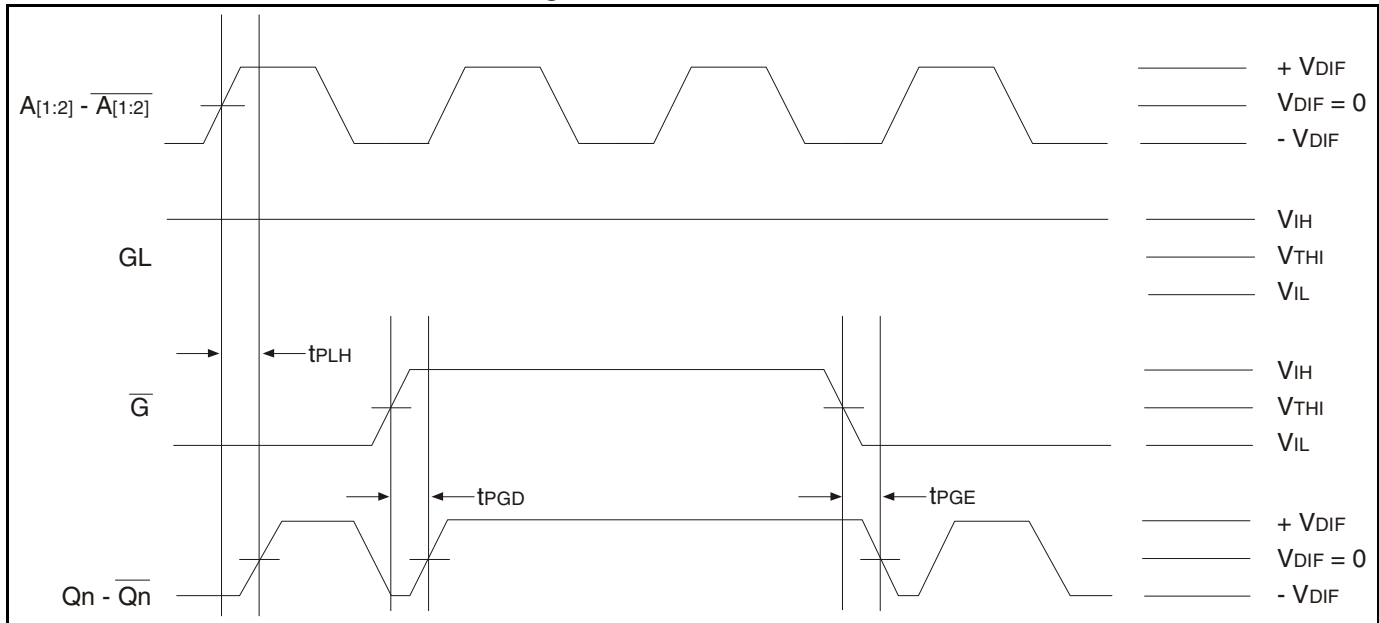 A[1:2] - A[1:2]
+ VDIF
VDIF = 0
- VDIF
GL
VIH
VTHI
VIL
tPLH
G
VIH
VTHI
VIL
tPGD
tPGE
Qn - Qn
+ VDIF
VDIF = 0
- VDIF